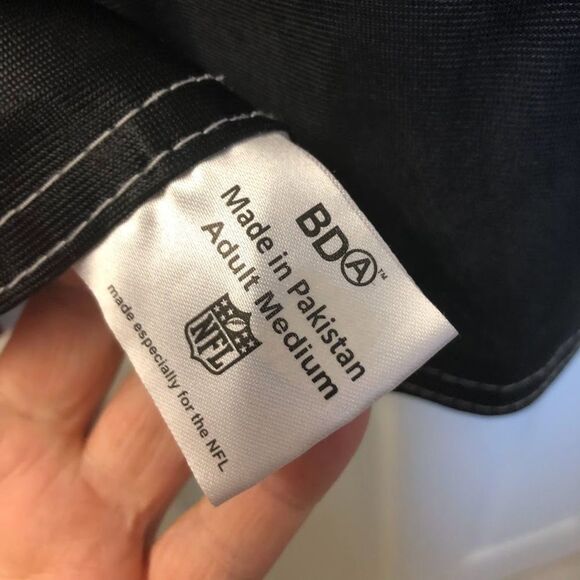 BDA™
Made in Pakistan
Adult Medium
NFL
made especially for the NFL